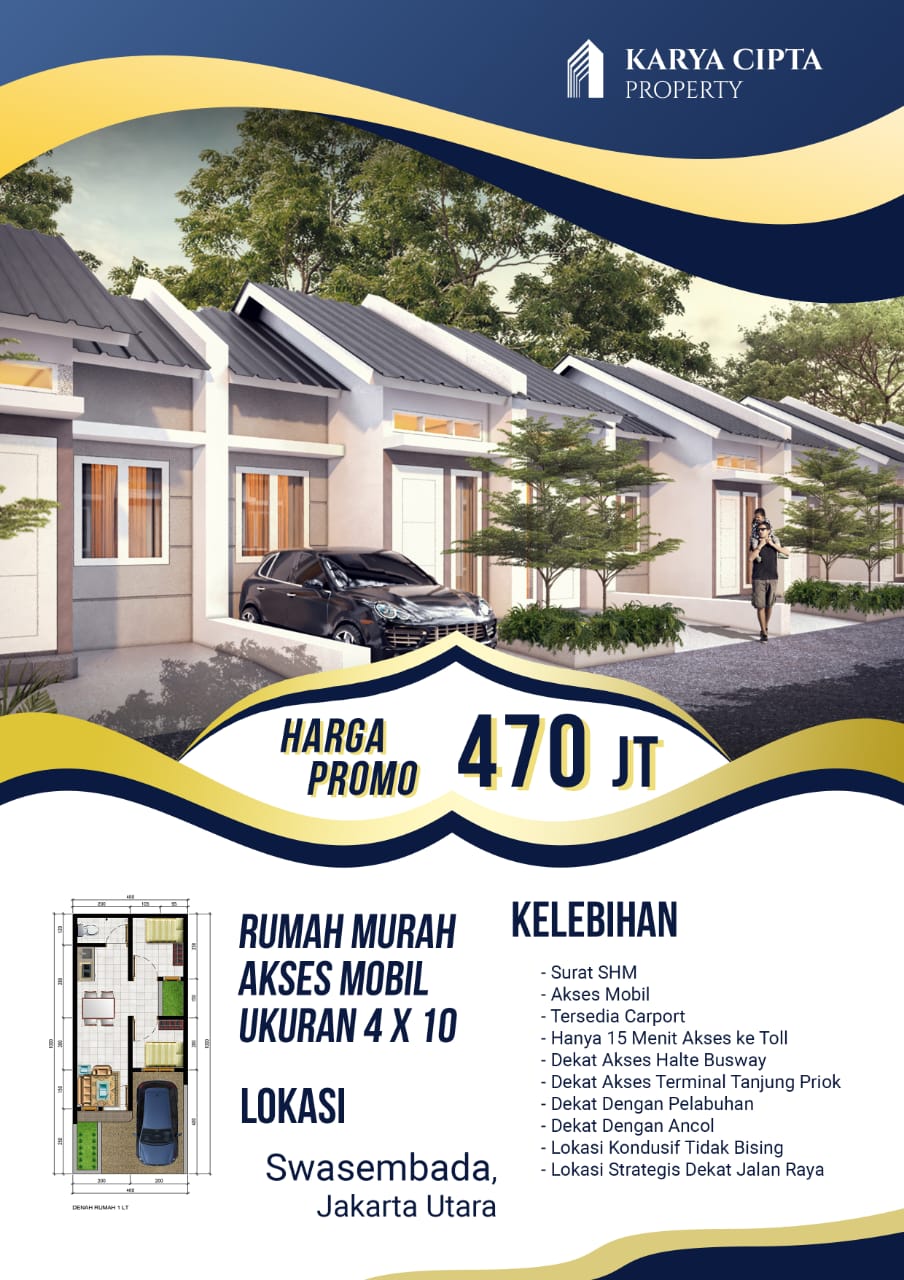 KARYA CIPTA
PROPERTY
HARGA
PROMO
470 JT
RUMAH MURAH
AKSES MOBIL
UKURAN 4 X 10
LOKASI
Swasembada,
Jakarta Utara
KELEBIHAN
- Surat SHM
- Akses Mobil
- Tersedia Carport
- Hanya 15 Menit Akses ke Toll
- Dekat Akses Halte Busway
- Dekat Akses Terminal Tanjung Priok
- Dekat Dengan Pelabuhan
- Dekat Dengan Ancol
- Lokasi Kondusif Tidak Bising
- Lokasi Strategis Dekat Jalan Raya
DENAH RUMAH 1 LT